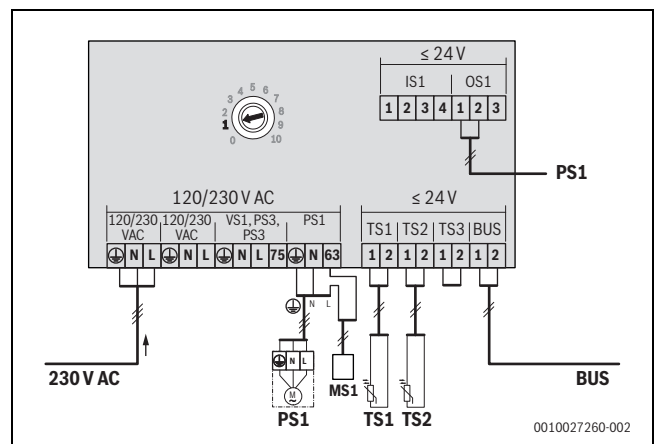 ≤ 24 V
IS1 OS1
1 2 3 4 1 2 3
4 5 6
3 7
2 8
1 9
0 10
PS1
120/230 V AC
≤ 24 V
120/230 VAC 120/230 VAC VS1, PS3, PS3 PS1
TS1 TS2 TS3 BUS
N L N L N L 75 N 63
1 2 1 2 1 2 1 2
N L
N L
M
~
230 V AC
MS1
PS1
TS1 TS2
BUS
0010027260-002